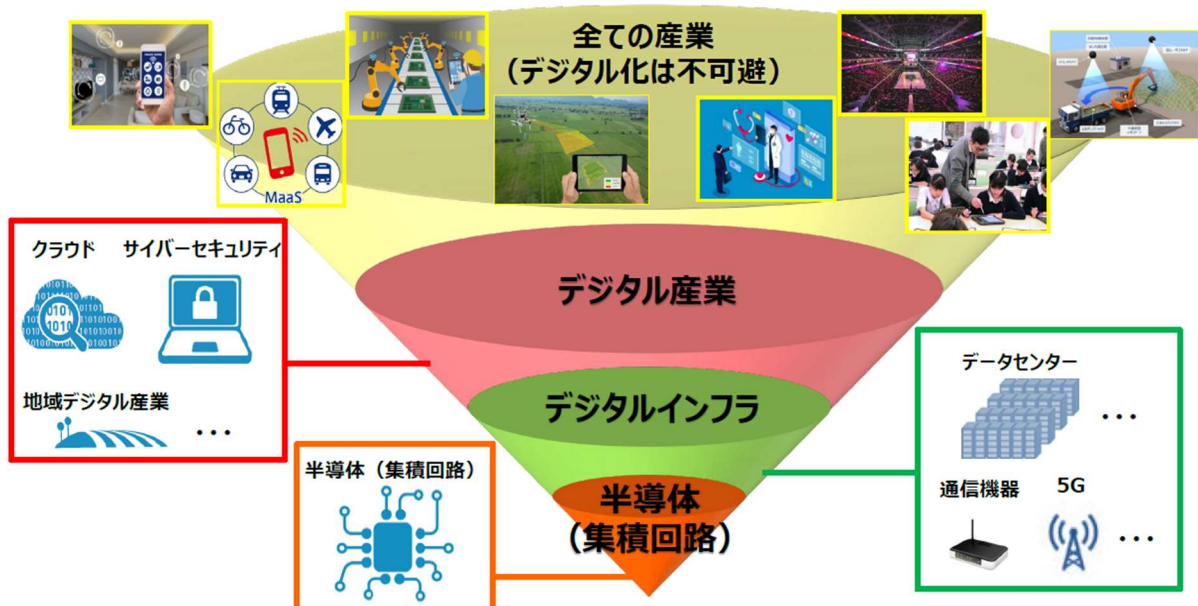 全ての産業
（デジタル化は不可避）
MaaS
デジタル産業
クラウド
サイバーセキュリティ
地域デジタル産業
・・・
デジタルインフラ
データセンター
・・・
通信機器
5G
・・・
半導体（集積回路）
半導体
（集積回路）